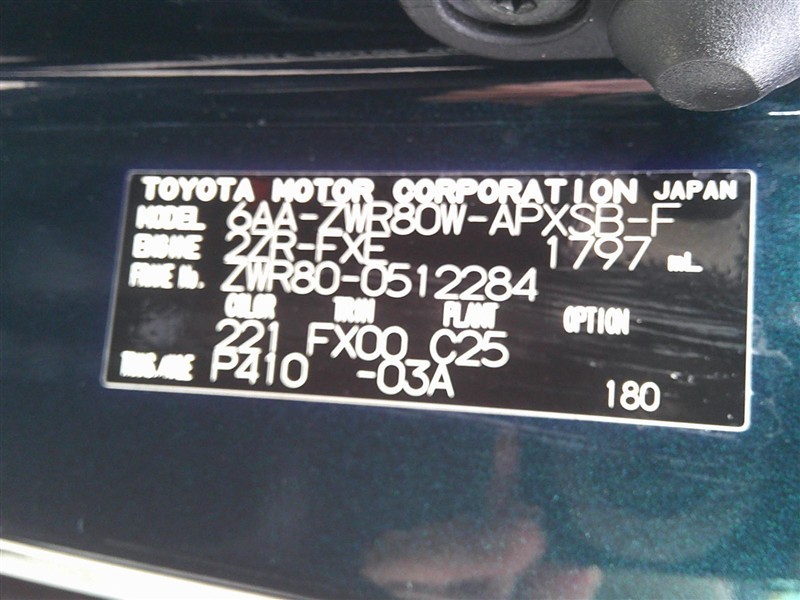 TOYOTA MOTOR CORPORATION JAPAN
MODEL 6AA-ZWR80W-APXSB-F
ENGINE 2ZR-FXE 1797 mL
FRAME No. ZWR80-0512284
COLOR TRIM PLANT OPTION
221 FX00 C25
TRANS/AXLE P410 -03A 180